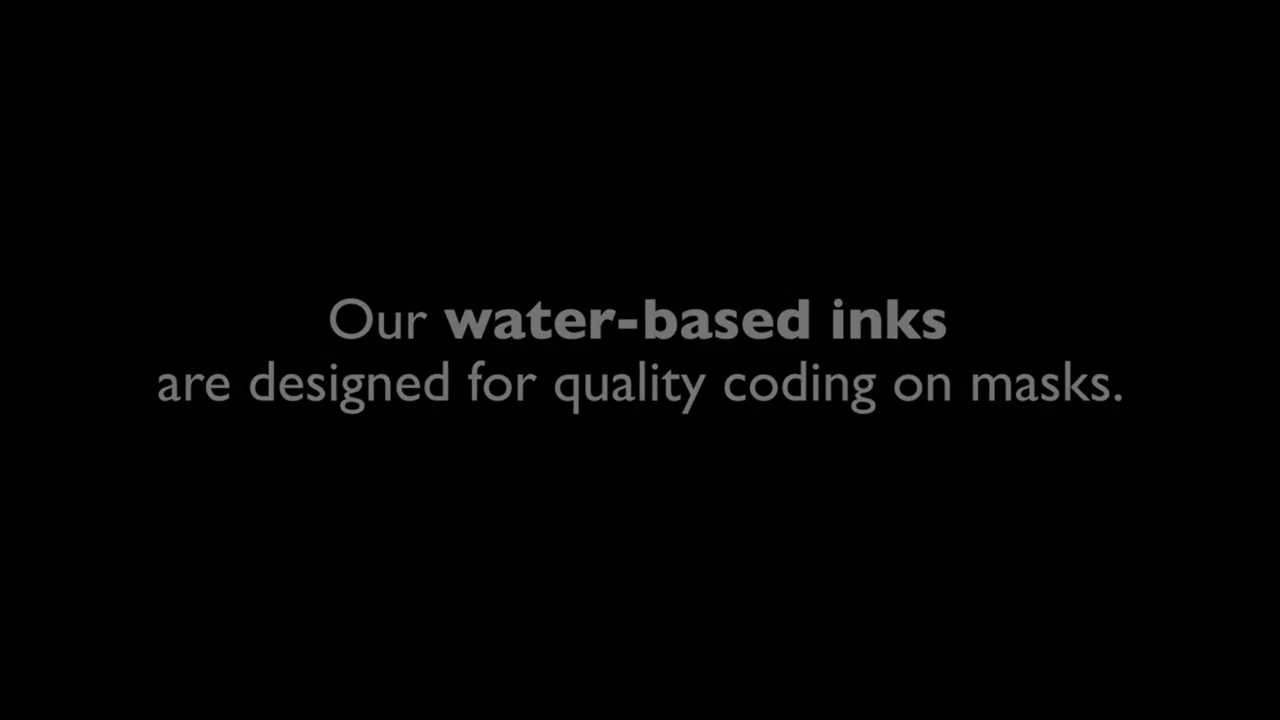 Our water-based inks
are designed for quality coding on masks.